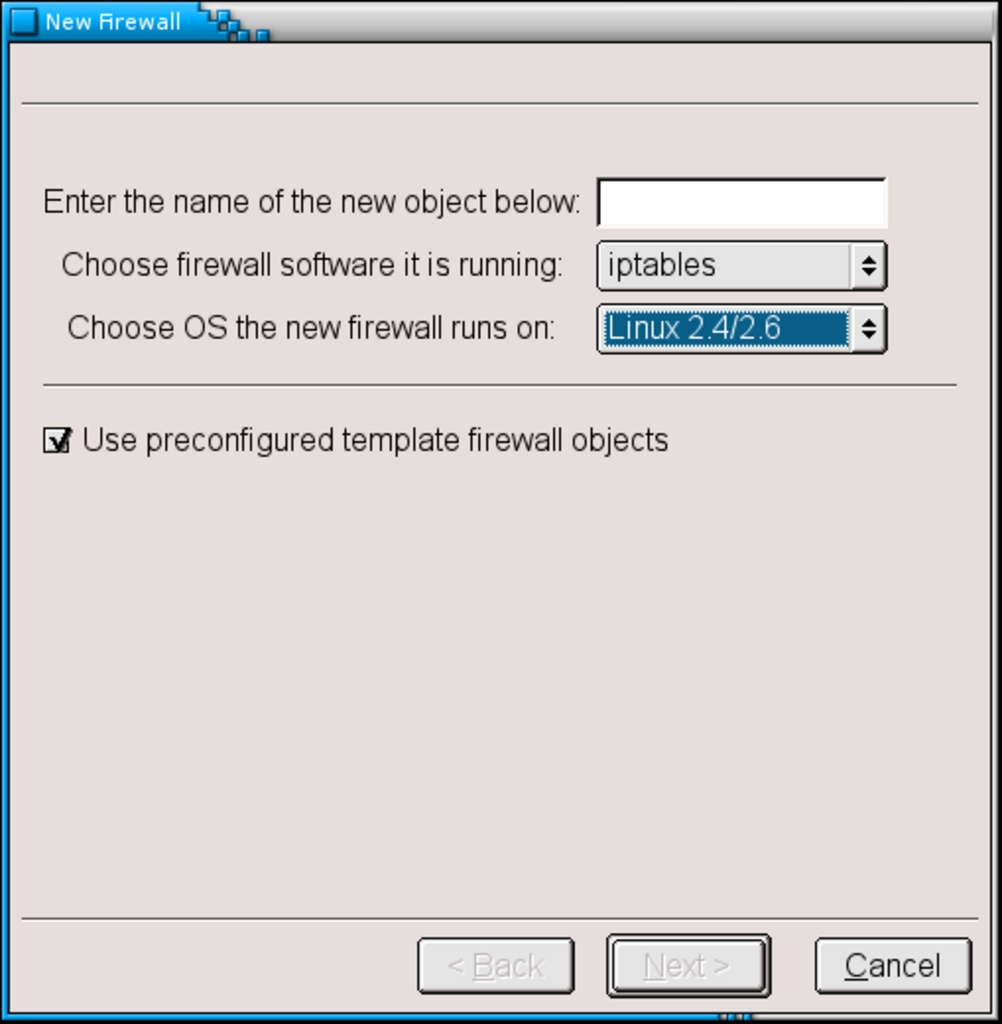 New Firewall
Enter the name of the new object below:
Choose firewall software it is running: iptables
Choose OS the new firewall runs on: Linux 2.4/2.6
Use preconfigured template firewall objects
< Back Next > Cancel